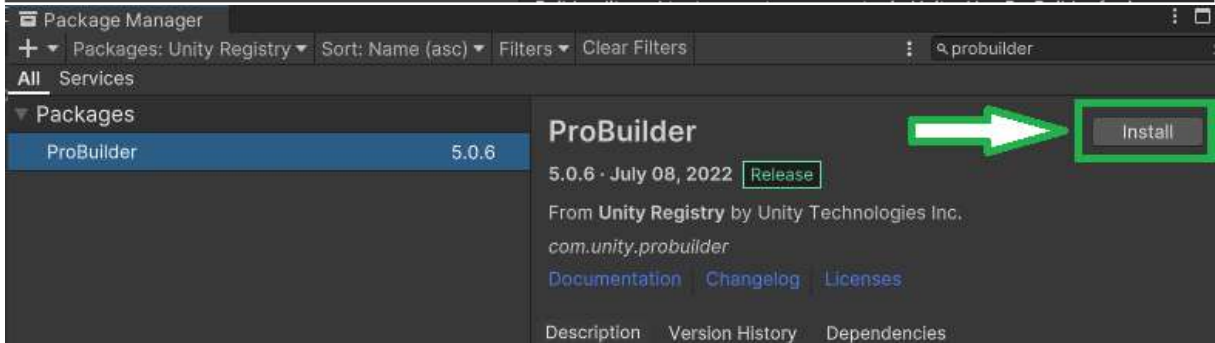 Package Manager
Packages: Unity Registry Sort: Name (asc) Filters Clear Filters probuilder
All Services
Packages
ProBuilder 5.0.6
ProBuilder
Install
5.0.6 · July 08, 2022 Release
From Unity Registry by Unity Technologies Inc.
com.unity.probuilder
Documentation Changelog Licenses
Description Version History Dependencies